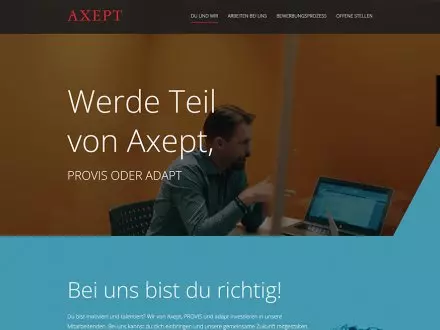 AXEPT
DU UND WIR ARBEITEN BEI UNS BEWERBUNGSPROZESS OFFENE STELLEN
Werde Teil
von Axept,
PROVIS ODER ADAPT
Bei uns bist du richtig!
Du bist motiviert und talentiert? Wir von Axept, PROVIS und adapt investieren in unsere
Mitarbeitenden. Bei uns kannst du dich einbringen und unsere gemeinsame Zukunft mitgestalten.